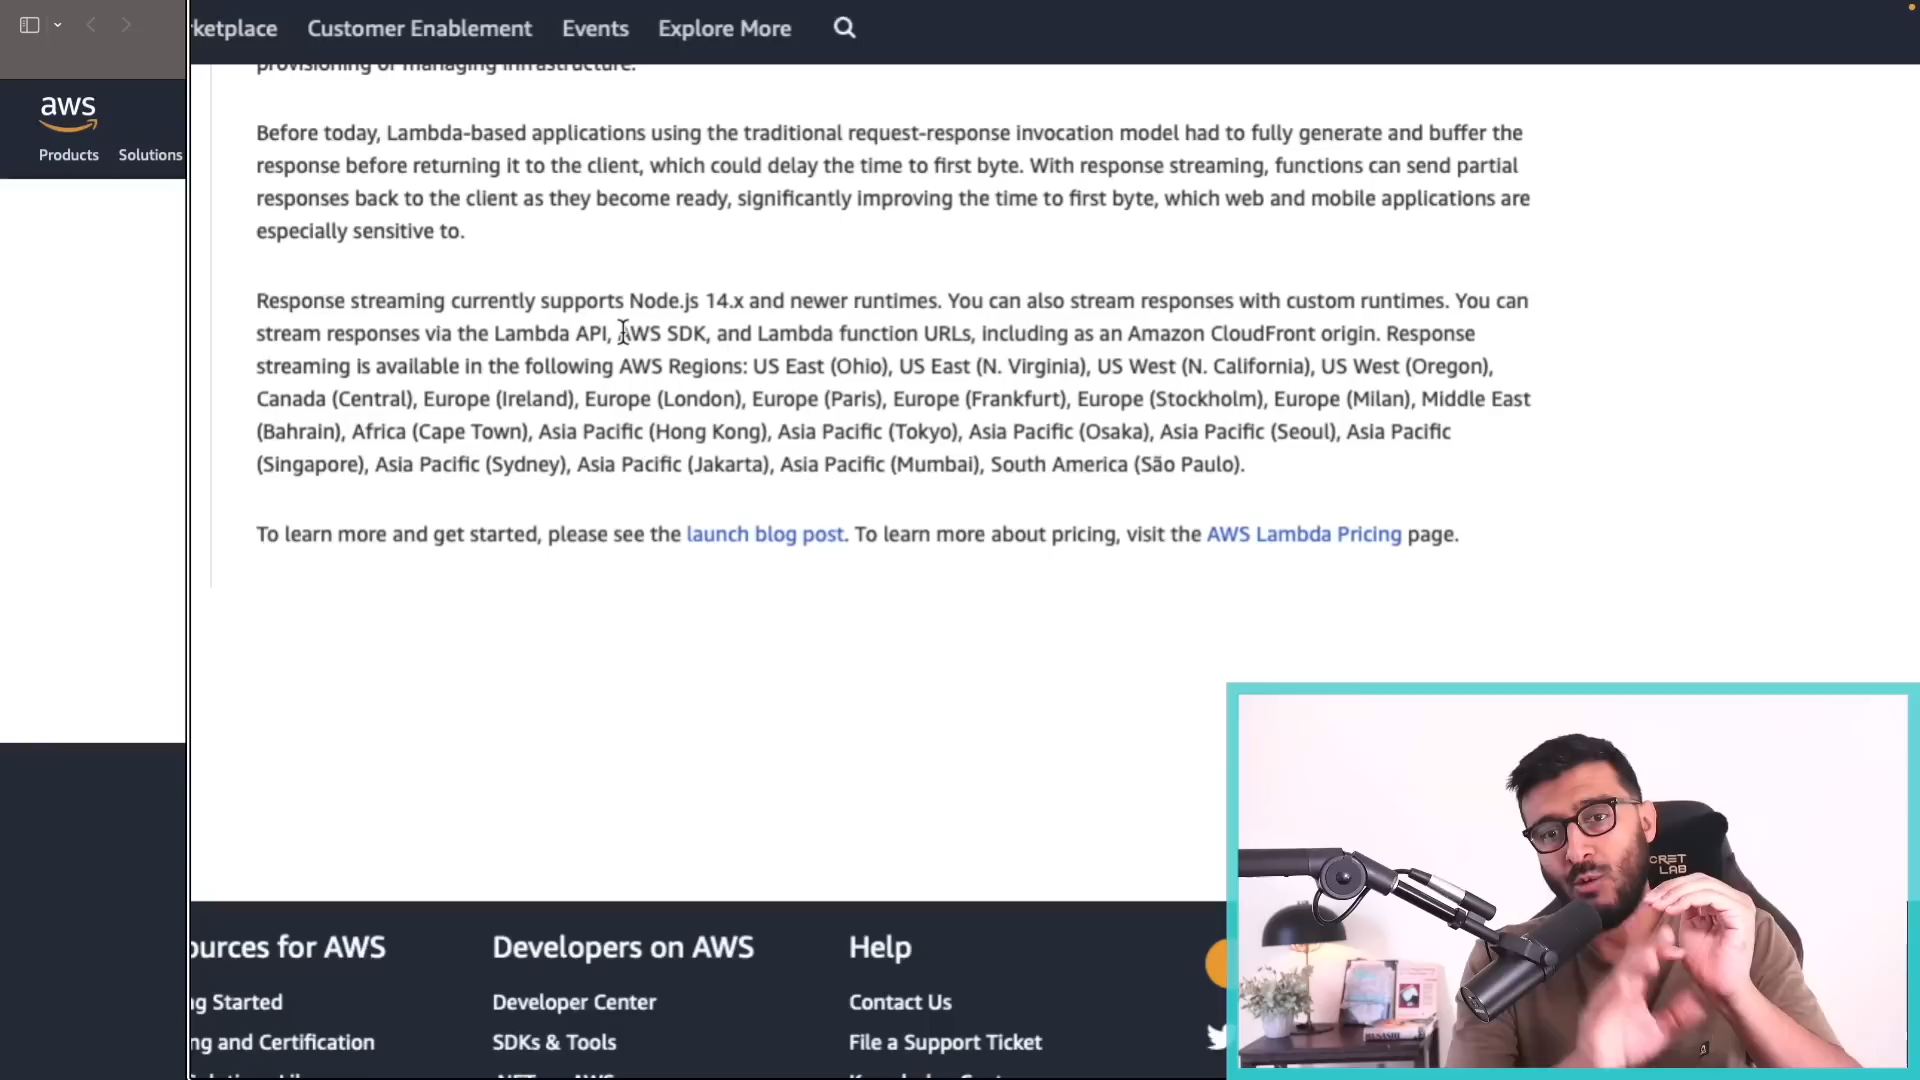 rketplace Customer Enablement Events Explore More
aws
Products Solutions
provisioning or managing infrastructure.
Before today, Lambda-based applications using the traditional request-response invocation model had to fully generate and buffer the
response before returning it to the client, which could delay the time to first byte. With response streaming, functions can send partial
responses back to the client as they become ready, significantly improving the time to first byte, which web and mobile applications are
especially sensitive to.
Response streaming currently supports Node.js 14.x and newer runtimes. You can also stream responses with custom runtimes. You can
stream responses via the Lambda API, AWS SDK, and Lambda function URLs, including as an Amazon CloudFront origin. Response
streaming is available in the following AWS Regions: US East (Ohio), US East (N. Virginia), US West (N. California), US West (Oregon),
Canada (Central), Europe (Ireland), Europe (London), Europe (Paris), Europe (Frankfurt), Europe (Stockholm), Europe (Milan), Middle East
(Bahrain), Africa (Cape Town), Asia Pacific (Hong Kong), Asia Pacific (Tokyo), Asia Pacific (Osaka), Asia Pacific (Seoul), Asia Pacific
(Singapore), Asia Pacific (Sydney), Asia Pacific (Jakarta), Asia Pacific (Mumbai), South America (São Paulo).
To learn more and get started, please see the launch blog post. To learn more about pricing, visit the AWS Lambda Pricing page.
ources for AWS Developers on AWS Help
ng Started Developer Center Contact Us
ng and Certification SDKs & Tools File a Support Ticket
CRET
LAB